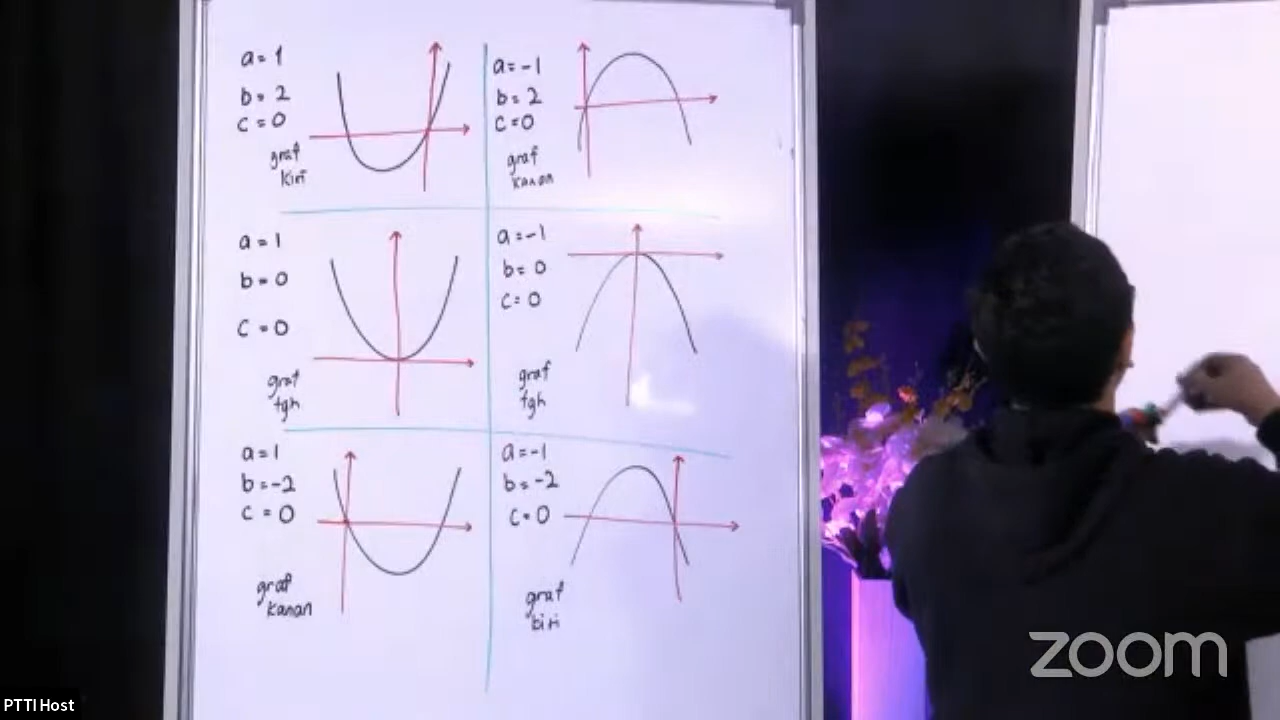 a = 1
b = 2
c = 0
graf
kiri
a = -1
b = 2
c = 0
graf
kanan
a = 1
b = 0
c = 0
graf
tgh
a = -1
b = 0
c = 0
graf
tgh
a = 1
b = -2
c = 0
graf
kanan
a = -1
b = -2
c = 0
graf
biri
zoom
PTTI Host